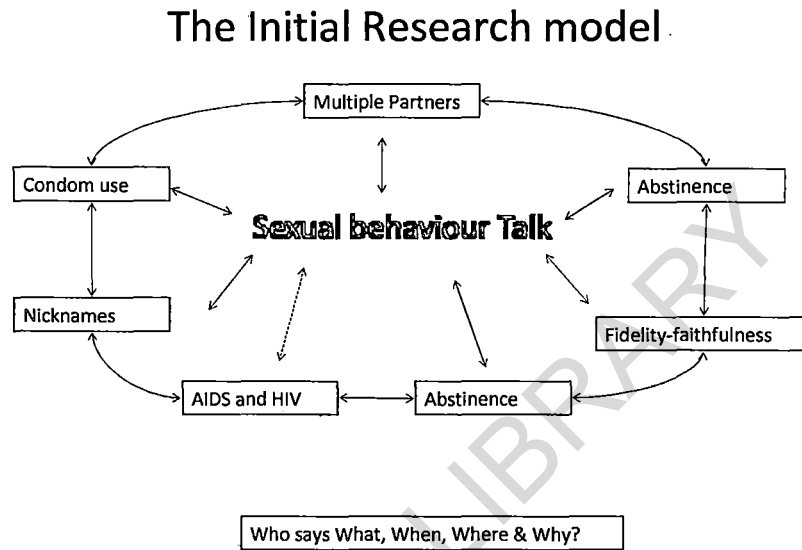 The Initial Research model
Multiple Partners
Condom use
Abstinence
Sexual behaviour Talk
Nicknames
Fidelity-faithfulness
AIDS and HIV
Abstinence
LIBRARY
Who says What, When, Where & Why?